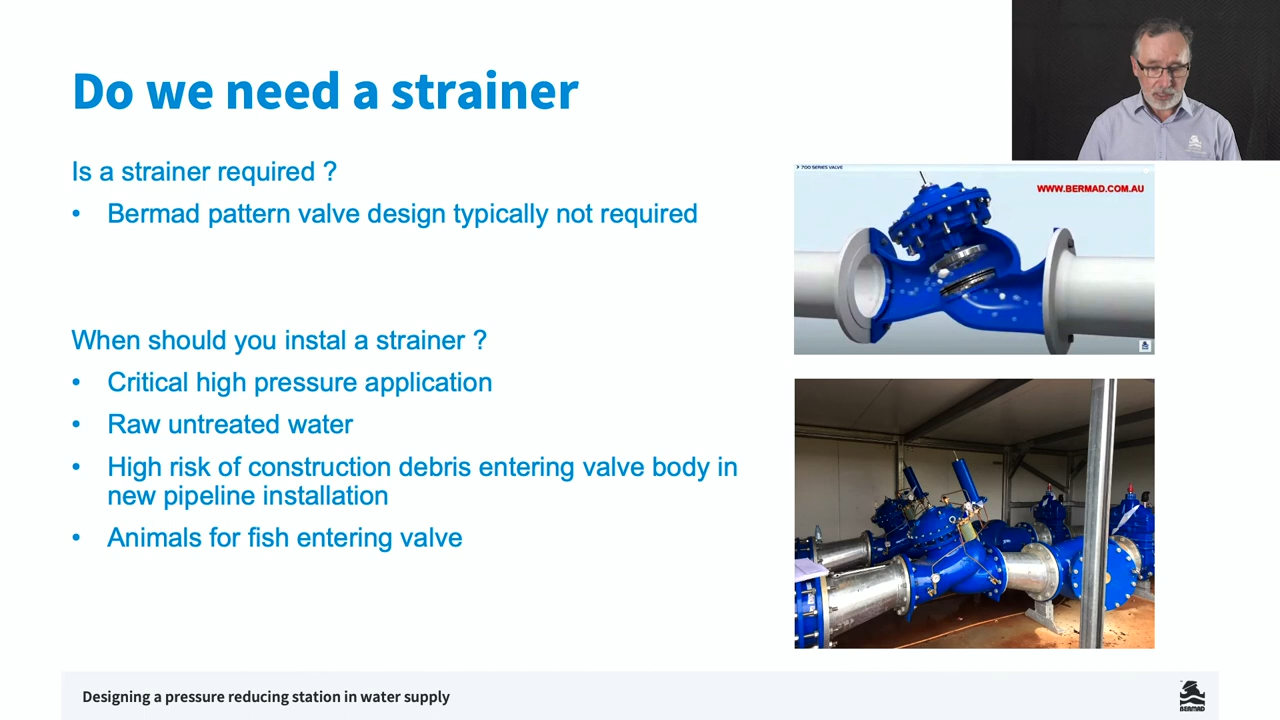 Do we need a strainer
Is a strainer required ?
• Bermad pattern valve design typically not required
When should you instal a strainer ?
• Critical high pressure application
• Raw untreated water
• High risk of construction debris entering valve body in
new pipeline installation
• Animals for fish entering valve
700 SERIES VALVE
WWW.BERMAD.COM.AU
Designing a pressure reducing station in water supply
BERMAD